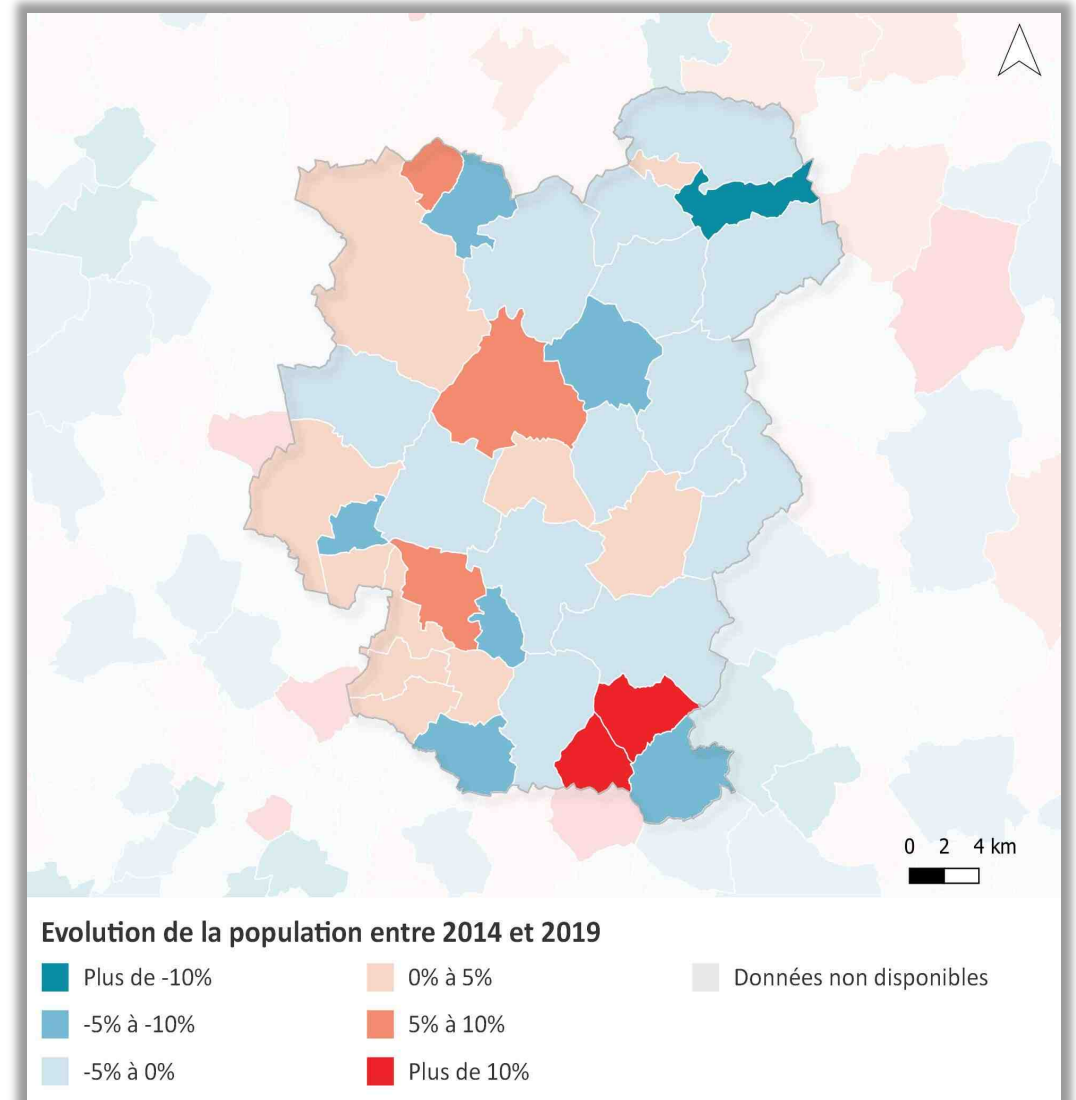 0 2 4 km
Evolution de la population entre 2014 et 2019
Plus de -10%
0% à 5%
Données non disponibles
-5% à -10%
5% à 10%
-5% à 0%
Plus de 10%